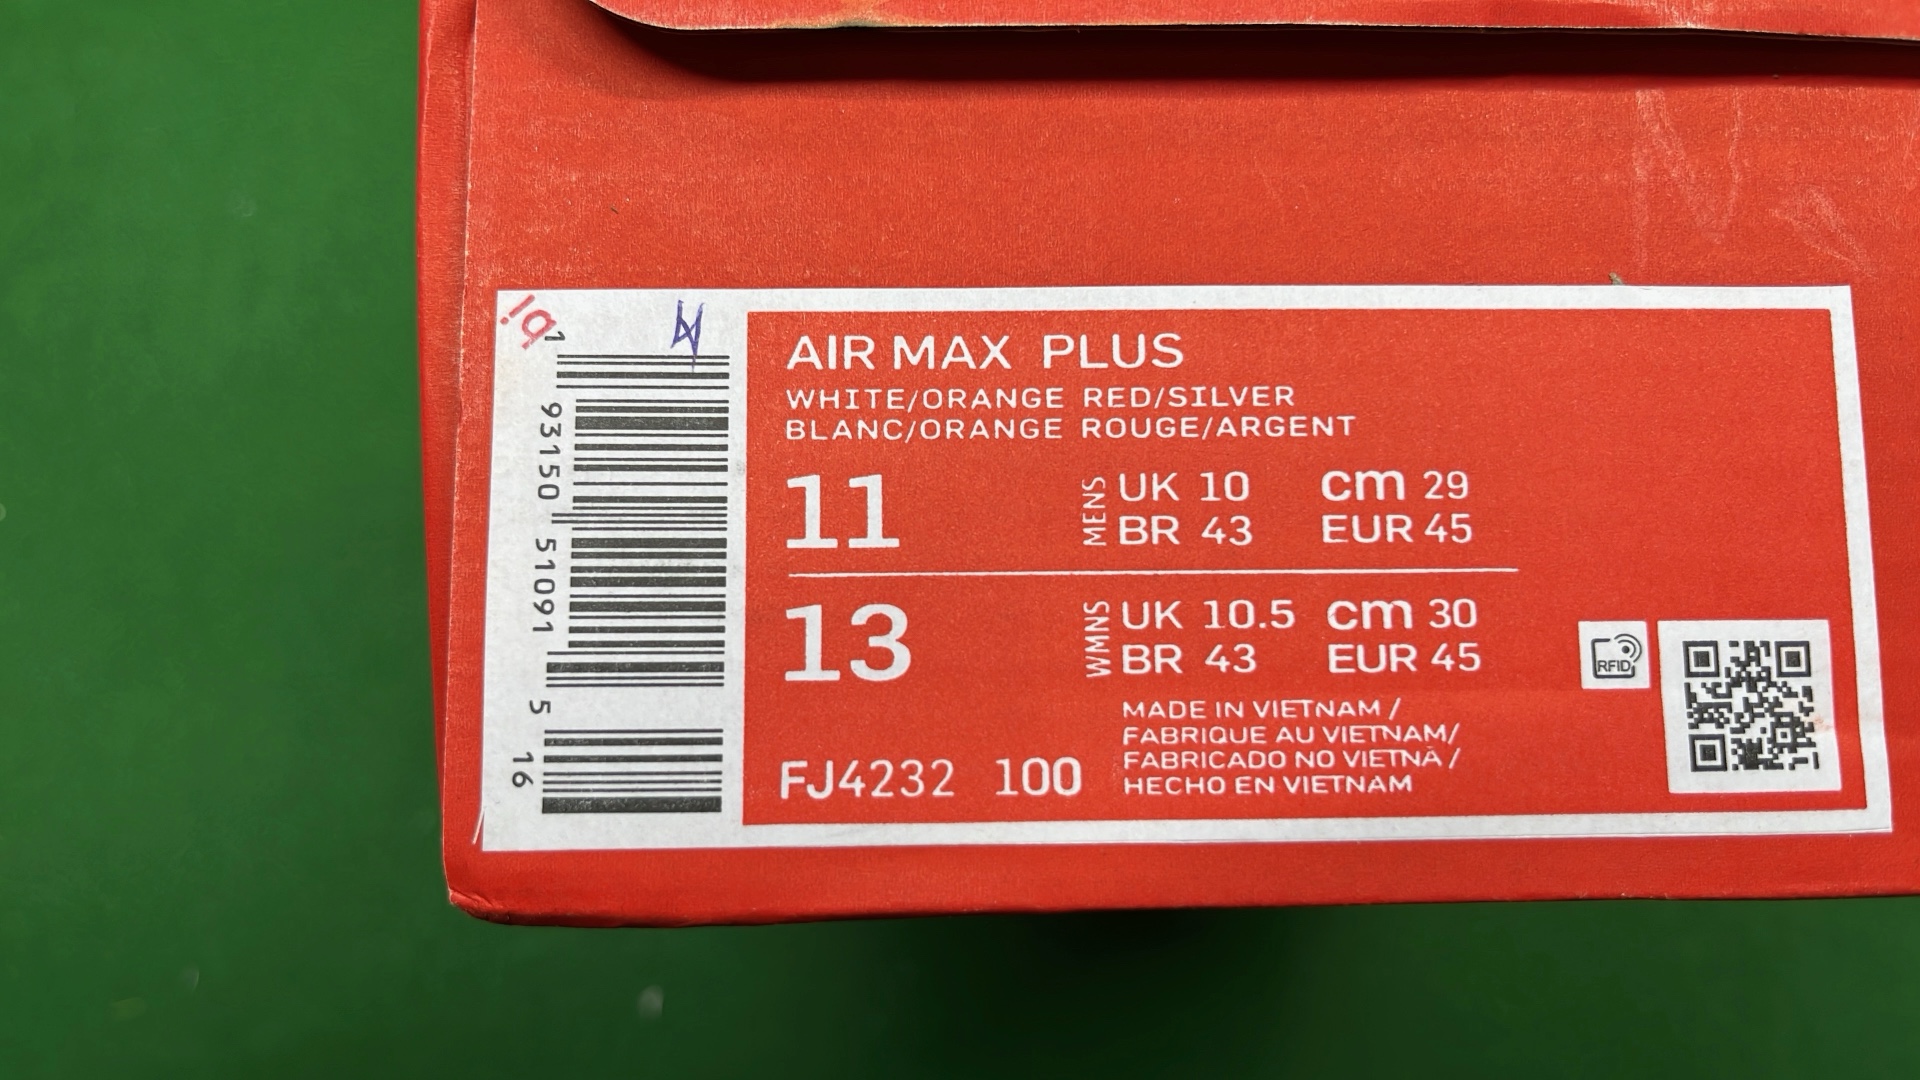 1 93150 51091 5 16
AIR MAX PLUS
WHITE/ORANGE RED/SILVER
BLANC/ORANGE ROUGE/ARGENT
11 MENS UK 10 cm 29
BR 43 EUR 45
13 WMNS UK 10.5 cm 30
BR 43 EUR 45
MADE IN VIETNAM /
FABRIQUE AU VIETNAM/
FABRICADO NO VIETNÃ /
HECHO EN VIETNAM
FJ4232 100
RFID